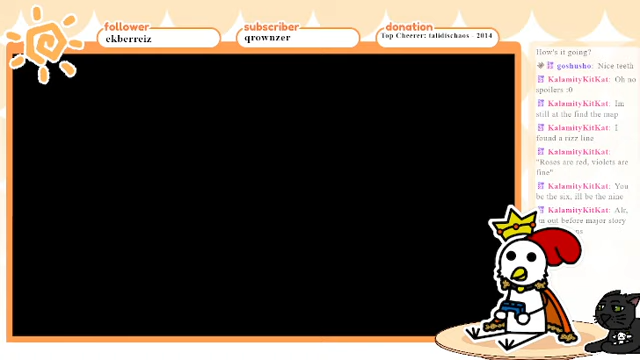 follower
ekberreiz
subscriber
qrownzer
donation
Top Cheerer: talidischaos - 2014
How's it going?
goshusho: Nice teeth
KalamityKitKat: Oh no
spoilers :0
KalamityKitKat: Im
still at the find the map
KalamityKitKat: I
found a rizz line
KalamityKitKat:
"Roses are red, violets are
fine"
KalamityKitKat: You
be the six, ill be the nine
KalamityKitKat: Alr,
im out before major story